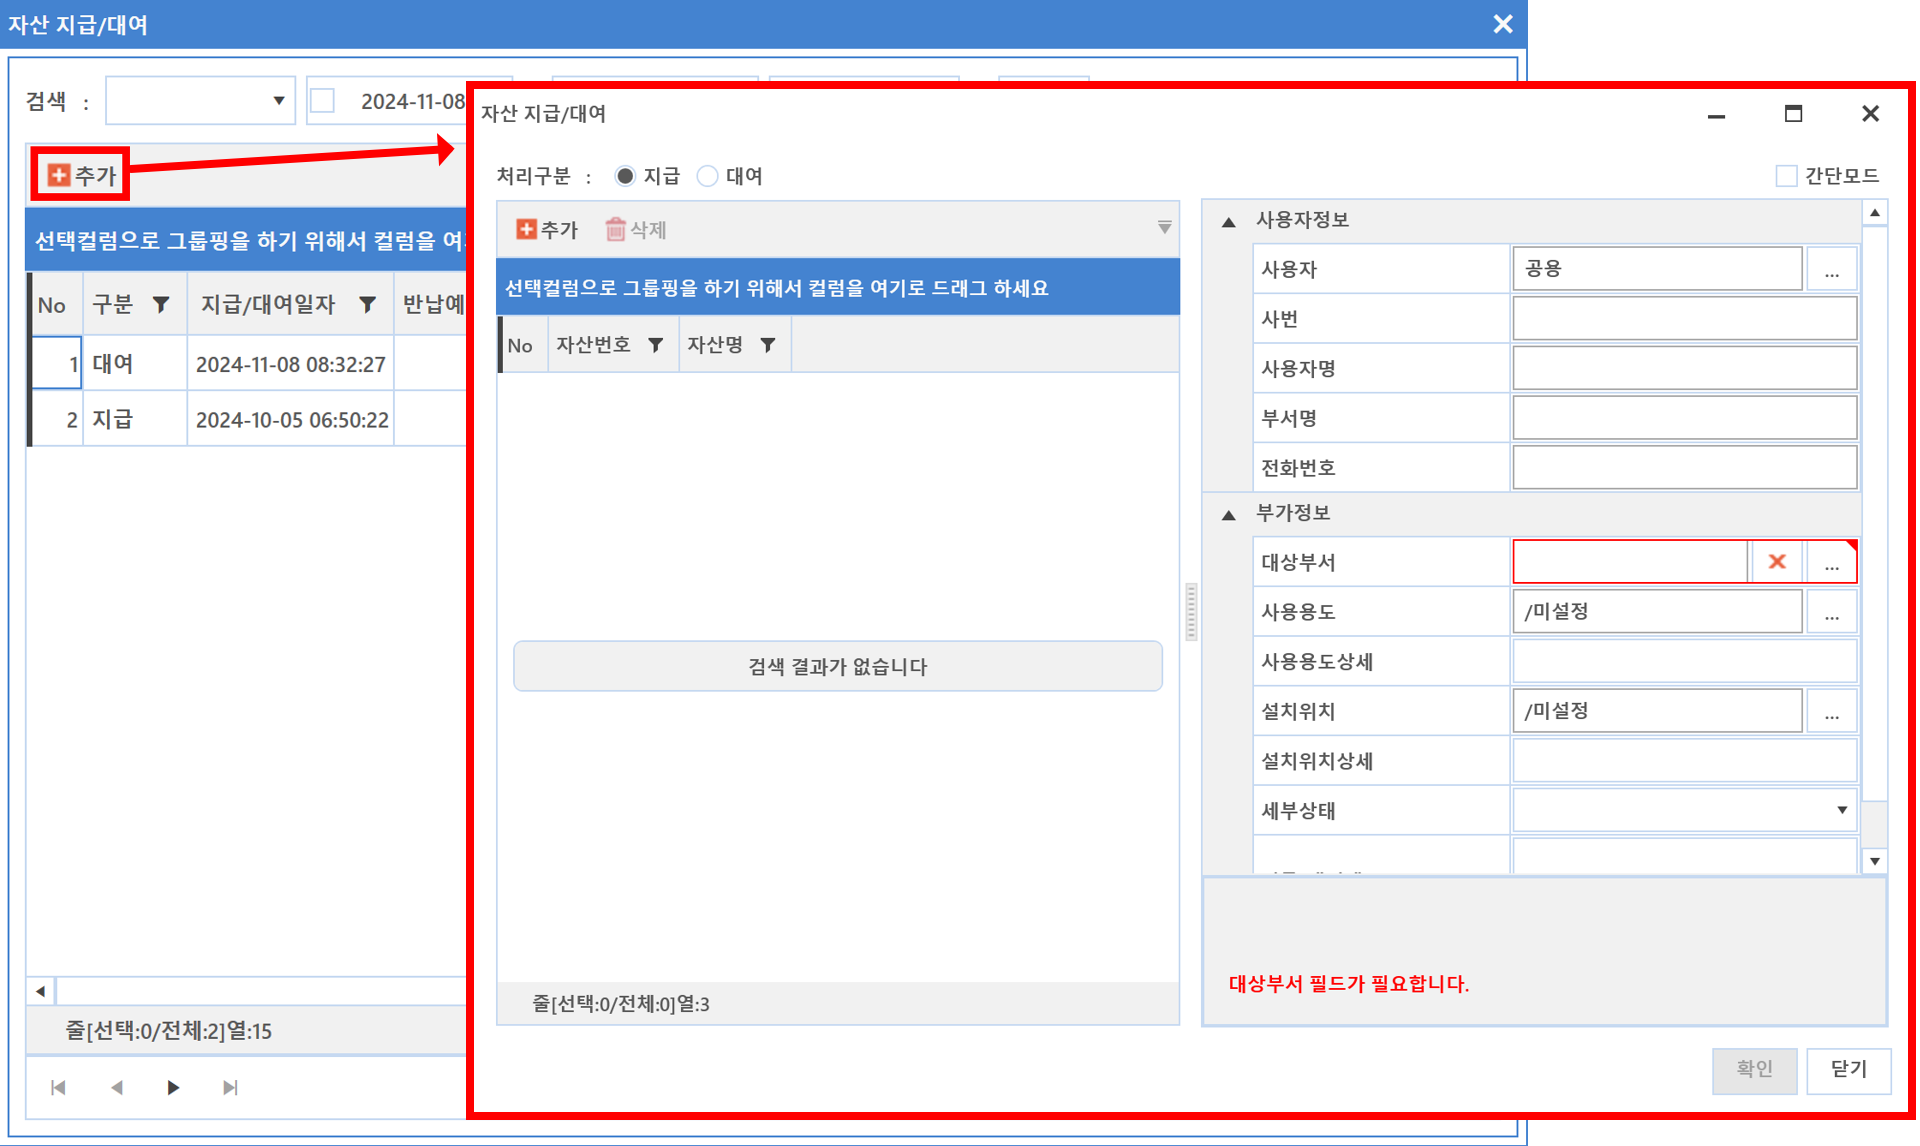 자산 지급/대여
검색 :
2024-11-08
추가
선택컬럼으로 그룹핑을 하기 위해서 컬럼을 여
No 구분 지급/대여일자 반납예
1 대여 2024-11-08 08:32:27
2 지급 2024-10-05 06:50:22
줄[선택:0/전체:2]열:15
자산 지급/대여
처리구분 : 지급 대여
간단모드
추가 삭제
선택컬럼으로 그룹핑을 하기 위해서 컬럼을 여기로 드래그 하세요
No 자산번호 자산명
검색 결과가 없습니다
줄[선택:0/전체:0]열:3
사용자정보
사용자 공용 ...
사번
사용자명
부서명
전화번호
부가정보
대상부서 ...
사용용도 /미설정 ...
사용용도상세
설치위치 /미설정 ...
설치위치상세
세부상태
대상부서 필드가 필요합니다.
확인 닫기